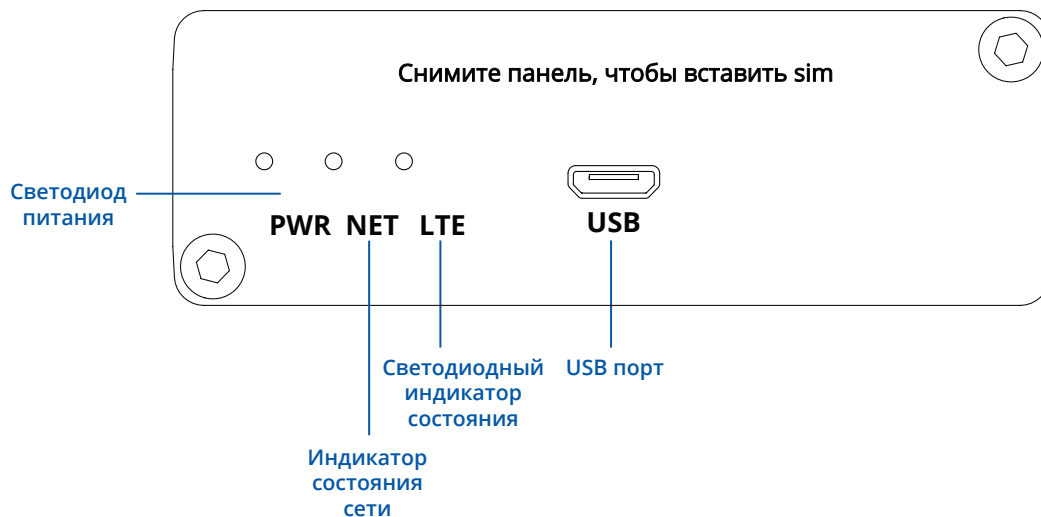 Снимите панель, чтобы вставить sim
Светодиод
питания
PWR NET LTE
USB
Светодиодный
индикатор
состояния
USB порт
Индикатор
состояния
сети